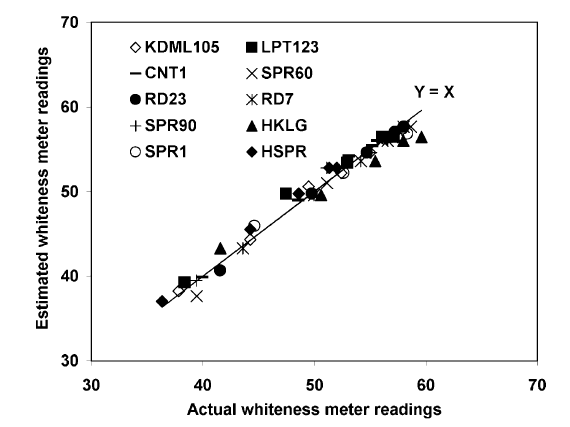 70
60
50
40
30
Estimated whiteness meter readings
KDML105
LPT123
CNT1
SPR60
RD23
RD7
SPR90
HKLG
SPR1
HSPR
Y = X
30 40 50 60 70
Actual whiteness meter readings